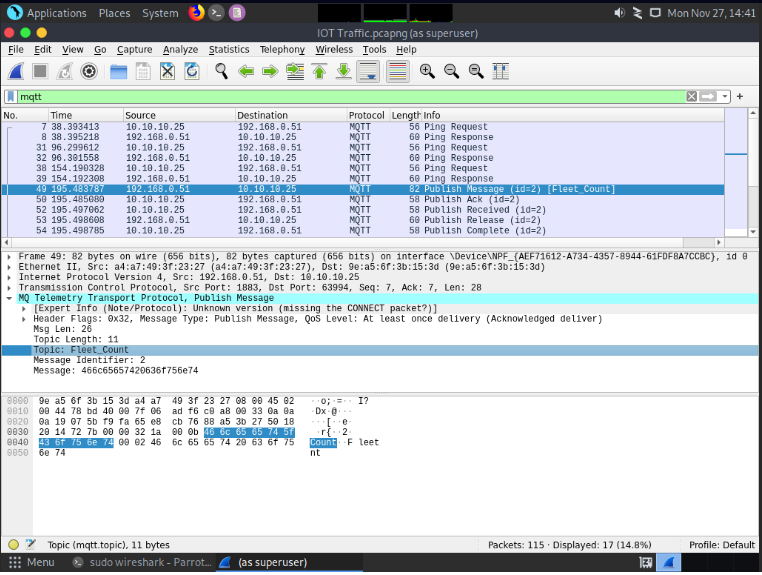 Applications Places System Mon Nov 27, 14:41
IOT Traffic.pcapng (as superuser)
File Edit View Go Capture Analyze Statistics Telephony Wireless Tools Help
mqtt
No. Time Source Destination Protocol Length Info
7 38.393413 10.10.10.25 192.168.0.51 MQTT 56 Ping Request
8 38.395218 192.168.0.51 10.10.10.25 MQTT 60 Ping Response
31 96.299612 10.10.10.25 192.168.0.51 MQTT 56 Ping Request
32 96.301558 192.168.0.51 10.10.10.25 MQTT 60 Ping Response
38 154.190328 10.10.10.25 192.168.0.51 MQTT 56 Ping Request
39 154.192308 192.168.0.51 10.10.10.25 MQTT 60 Ping Response
49 195.483787 192.168.0.51 10.10.10.25 MQTT 82 Publish Message (id=2) [Fleet_Count]
50 195.485080 10.10.10.25 192.168.0.51 MQTT 58 Publish Ack (id=2)
52 195.497062 10.10.10.25 192.168.0.51 MQTT 58 Publish Received (id=2)
53 195.498608 192.168.0.51 10.10.10.25 MQTT 60 Publish Release (id=2)
54 195.498785 10.10.10.25 192.168.0.51 MQTT 58 Publish Complete (id=2)
Frame 49: 82 bytes on wire (656 bits), 82 bytes captured (656 bits) on interface \Device\NPF_{AEF71612-A734-4357-8944-61FDF8A7CCBC}, id 0
Ethernet II, Src: a4:a7:49:3f:23:27 (a4:a7:49:3f:23:27), Dst: 9e:a5:6f:3b:15:3d (9e:a5:6f:3b:15:3d)
Internet Protocol Version 4, Src: 192.168.0.51, Dst: 10.10.10.25
Transmission Control Protocol, Src Port: 1883, Dst Port: 63994, Seq: 7, Ack: 7, Len: 28
MQ Telemetry Transport Protocol, Publish Message
[Expert Info (Note/Protocol): Unknown version (missing the CONNECT packet?)]
Header Flags: 0x32, Message Type: Publish Message, QoS Level: At least once delivery (Acknowledged deliver)
Msg Len: 26
Topic Length: 11
Topic: Fleet_Count
Message Identifier: 2
Message: 466c65657420636f756e74
0000 9e a5 6f 3b 15 3d a4 a7 49 3f 23 27 08 00 45 02 ··o;·=·· I?
0010 00 44 78 bd 40 00 7f 06 ad f6 c0 a8 00 33 0a 0a ·Dx·@···
0020 0a 19 07 5b f9 fa 65 e8 cb 76 88 a5 3b 27 50 18 ···[··e
0030 20 14 72 7b 00 00 32 1a 00 0b 46 6c 65 65 74 5f ·r{··2·
0040 43 6f 75 6e 74 00 02 46 6c 65 65 74 20 63 6f 75 Count··F leet
0050 6e 74 nt
Topic (mqtt.topic), 11 bytes Packets: 115 · Displayed: 17 (14.8%) Profile: Default
Menu sudo wireshark - Parrot... (as superuser)